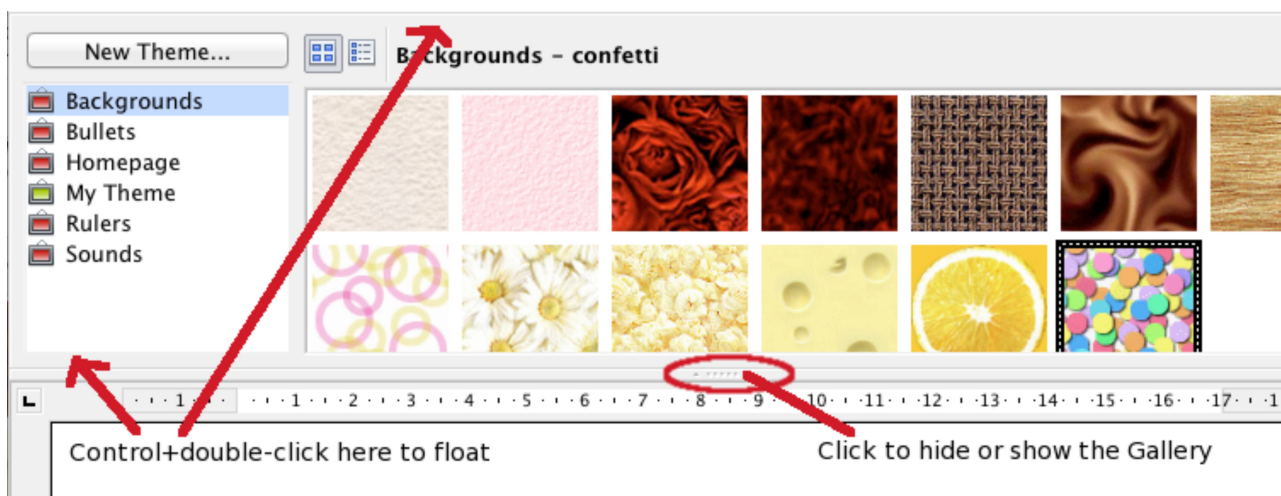 New Theme...
Backgrounds – confetti
Backgrounds
Bullets
Homepage
My Theme
Rulers
Sounds
1 1 2 3 4 5 6 7 8 9 10 11 12 13 14 15 16 17 1
Control+double-click here to float
Click to hide or show the Gallery